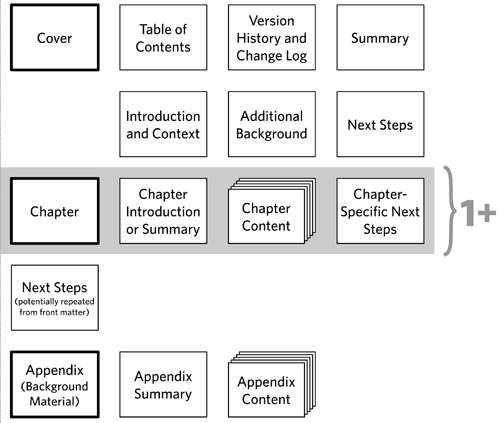 Cover
Table of
Contents
Version
History and
Change Log
Summary
Introduction
and Context
Additional
Background
Next Steps
Chapter
Chapter
Introduction
or Summary
Chapter
Content
Chapter-
Specific Next
Steps
1+
Next Steps
(potentially repeated
from front matter)
Appendix
(Background
Material)
Appendix
Summary
Appendix
Content